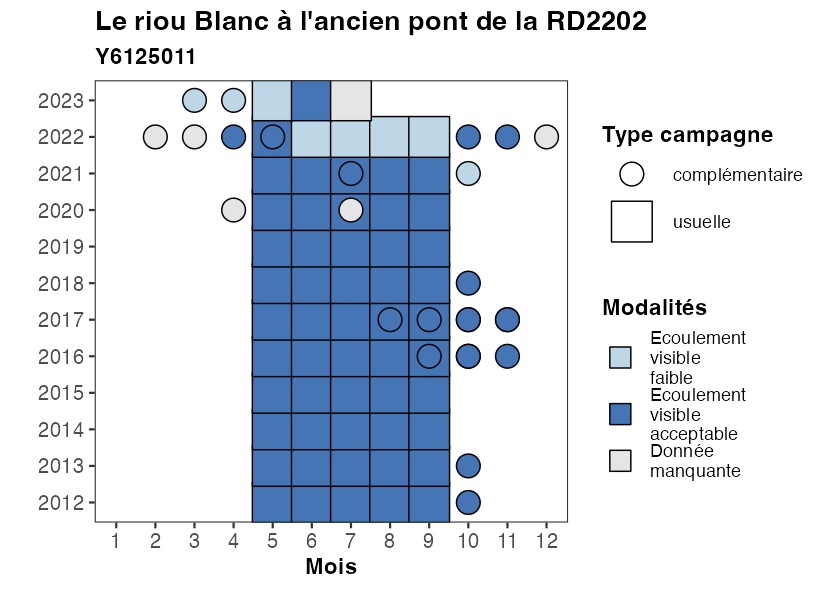 Le riou Blanc à l'ancien pont de la RD2202
Y6125011
2023
2022
2021
2020
2019
2018
2017
2016
2015
2014
2013
2012
1 2 3 4 5 6 7 8 9 10 11 12
Mois
Type campagne
complémentaire
usuelle
Modalités
Ecoulement
visible
faible
Ecoulement
visible
acceptable
Donnée
manquante